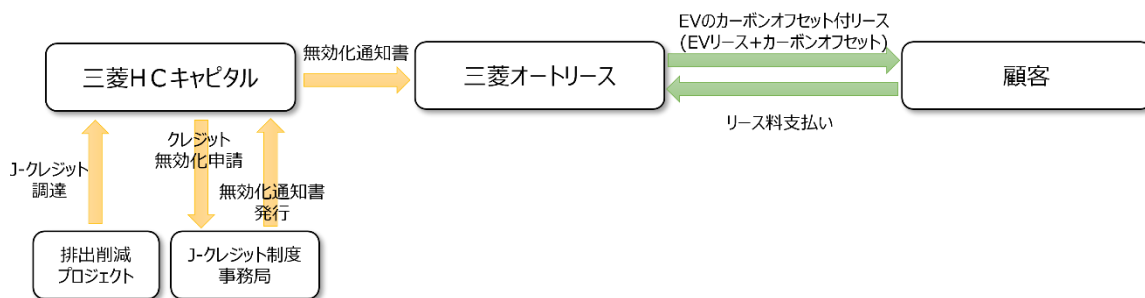 EVのカーボンオフセット付リース
(EVリース+カーボンオフセット)
無効化通知書
三菱HCキャピタル
三菱オートリース
顧客
リース料支払い
クレジット
無効化申請
J-クレジット
調達
無効化通知書
発行
排出削減
プロジェクト
J-クレジット制度
事務局